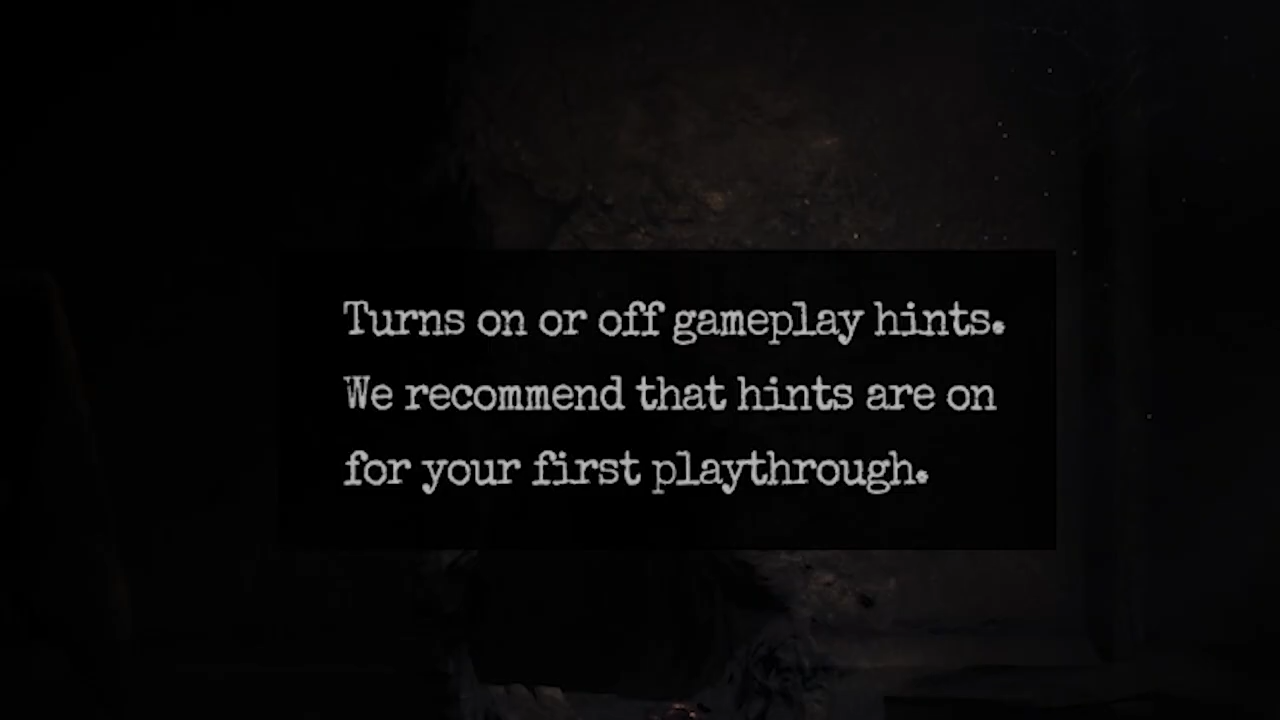 Turns on or off gameplay hints.
We recommend that hints are on
for your first playthrough.